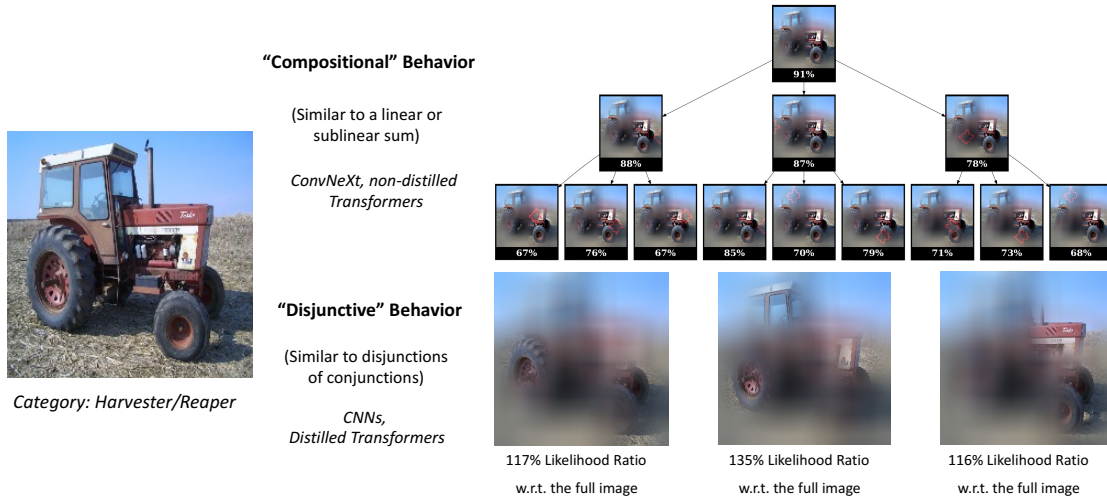 “Compositional” Behavior
(Similar to a linear or
sublinear sum)
ConvNeXt, non-distilled
Transformers
91%
88%
87%
78%
67%
76%
67%
85%
70%
79%
71%
73%
68%
Category: Harvester/Reaper
“Disjunctive” Behavior
(Similar to disjunctions
of conjunctions)
CNNs,
Distilled Transformers
117% Likelihood Ratio
w.r.t. the full image
135% Likelihood Ratio
w.r.t. the full image
116% Likelihood Ratio
w.r.t. the full image